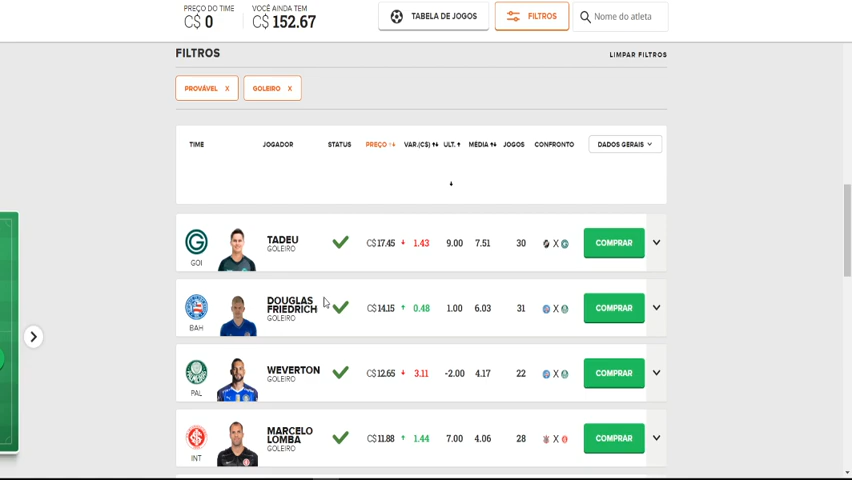 PREÇO DO TIME
C$ 0
VOCÊ AINDA TEM
C$ 152.67
TABELA DE JOGOS
FILTROS
Nome do atleta
FILTROS
LIMPAR FILTROS
PROVÁVEL X
GOLEIRO X
TIME JOGADOR STATUS PREÇO VAR.(C$) ULT. MÉDIA JOGOS CONFRONTO DADOS GERAIS
GOI
TADEU
GOLEIRO
C$ 17.45 1.43 9.00 7.51 30 X COMPRAR
BAH
DOUGLAS
FRIEDRICH
GOLEIRO
C$ 14.15 0.48 1.00 6.03 31 X COMPRAR
PAL
WEVERTON
GOLEIRO
C$ 12.65 3.11 -2.00 4.17 22 X COMPRAR
INT
MARCELO
LOMBA
GOLEIRO
C$ 11.88 1.44 7.00 4.06 28 X COMPRAR